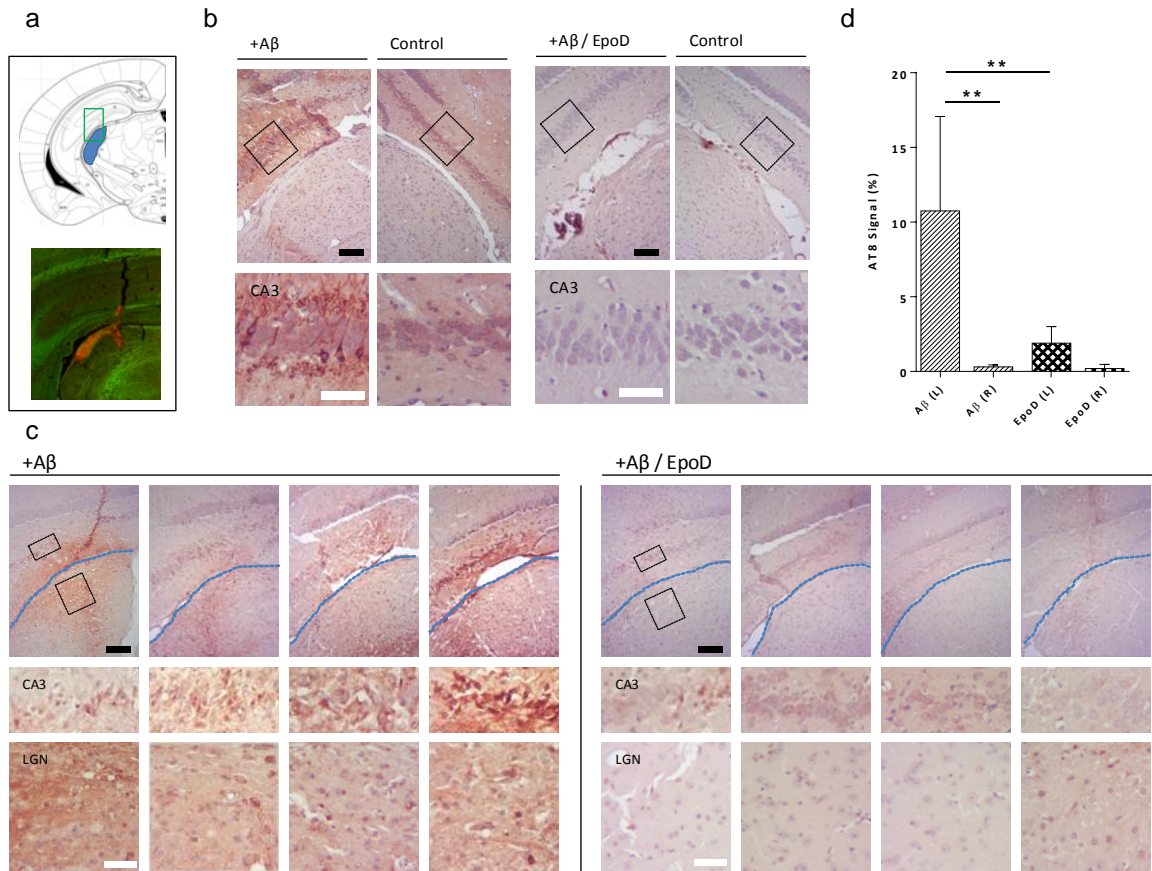 a
b
+Aβ
Control
+Aβ / EpoD
Control
CA3
CA3
d
**
**
20
15
10
5
0
AT8 Signal (%)
Aβ (L)
Aβ (R)
EpoD (L)
EpoD (R)
c
+Aβ
+Aβ / EpoD
CA3
CA3
LGN
LGN